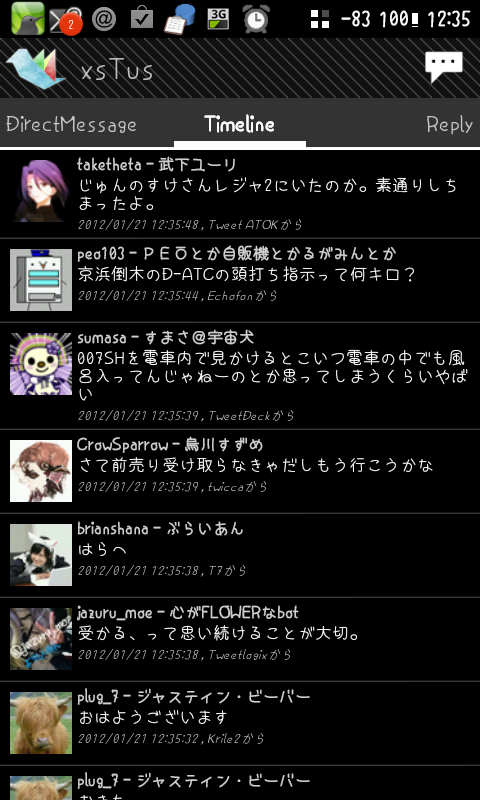 2
3G
-83 100 12:35
xsTus
DirectMessage Timeline Reply
taketheta - 武下ユーリ
じゅんのすけさんレジャ2にいたのか。素通りしち
まったよ。
2012/01/21 12:35:48 , Tweet ATOKから
peo103 - ＰＥＯとか自販機とかるがみんとか
京浜倒木のD-ATCの頭打ち指示って何キロ？
2012/01/21 12:35:44 , Echofonから
sumasa - すまさ@宇宙犬
007SHを電車内で見かけるとこいつ電車の中でも風
呂入ってんじゃねーのとか思ってしまうくらいやば
い
2012/01/21 12:35:39 , TweetDeckから
CrowSparrow -烏川すずめ
さて前売り受け取らなきゃだしもう行こうかな
2012/01/21 12:35:39 , twiccaから
brianshana - ぶらいあん
はらへ
2012/01/21 12:35:38 , T7から
jazuru_moe - 心がFLOWERなbot
受かる、って思い続けることが大切。
2012/01/21 12:35:38 , Tweetlogixから
plug_7 - ジャスティン・ビーバー
おはようございます
2012/01/21 12:35:32 , Krile2から
plug_7 - ジャスティン・ビーバー